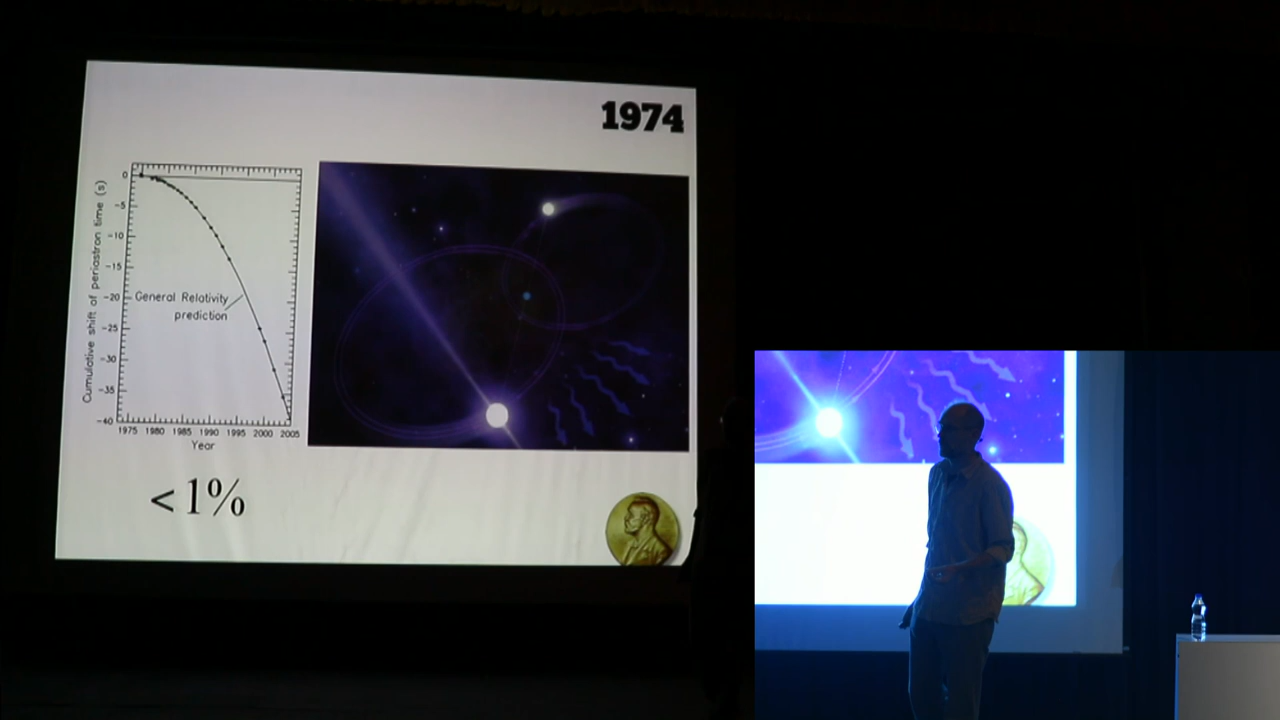 1974
0
-5
-10
-15
-20
-25
-30
-35
-40
Cumulative shift of periastron time (s)
General Relativity
prediction
1975 1980 1985 1990 1995 2000 2005
Year
< 1%